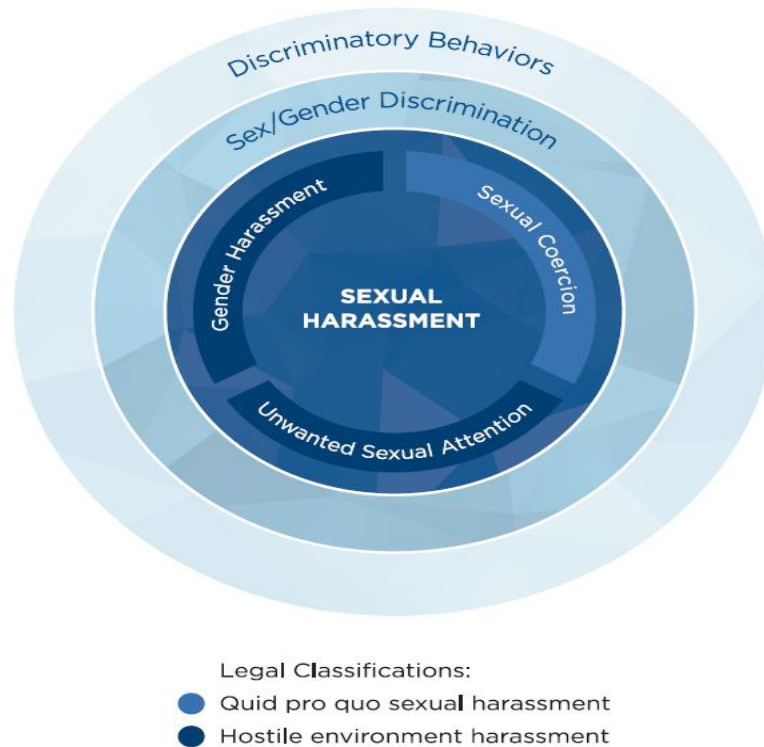 Discriminatory Behaviors
Sex/Gender Discrimination
Gender Harassment
Sexual Coercion
SEXUAL
HARASSMENT
Unwanted Sexual Attention
Legal Classifications:
Quid pro quo sexual harassment
Hostile environment harassment